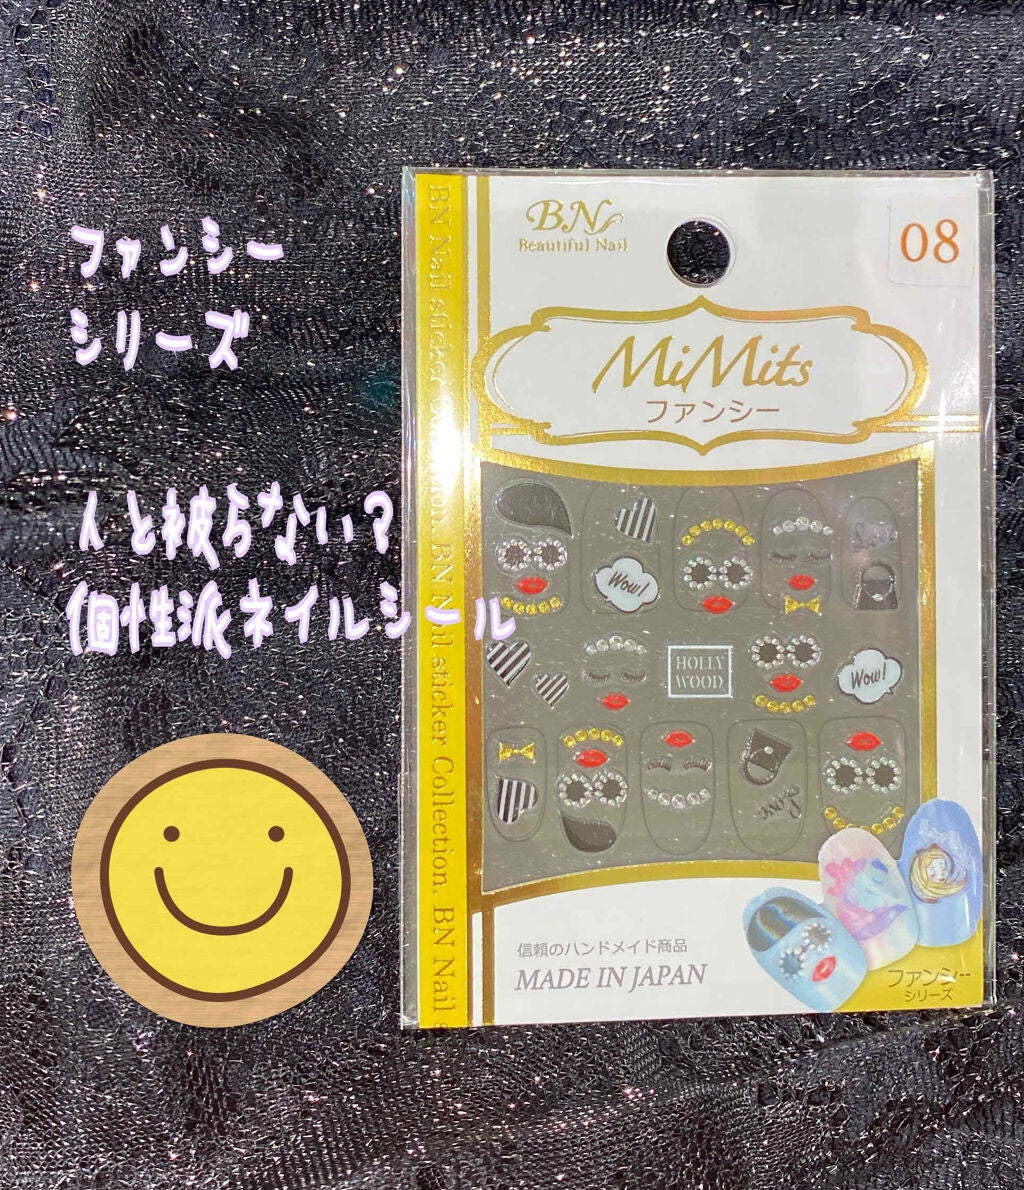 ファンシー
シリーズ
人と被らない？
個性派ネイルシール
BN Nail sticker Collection. BN Nail sticker Collection. BN Nail s
BN
Beautiful Nail
08
MiMits
ファンシー
Wow!
HOLLY
WOOD
Wow!
信頼のハンドメイド商品
MADE IN JAPAN
ファンシー
シリーズ